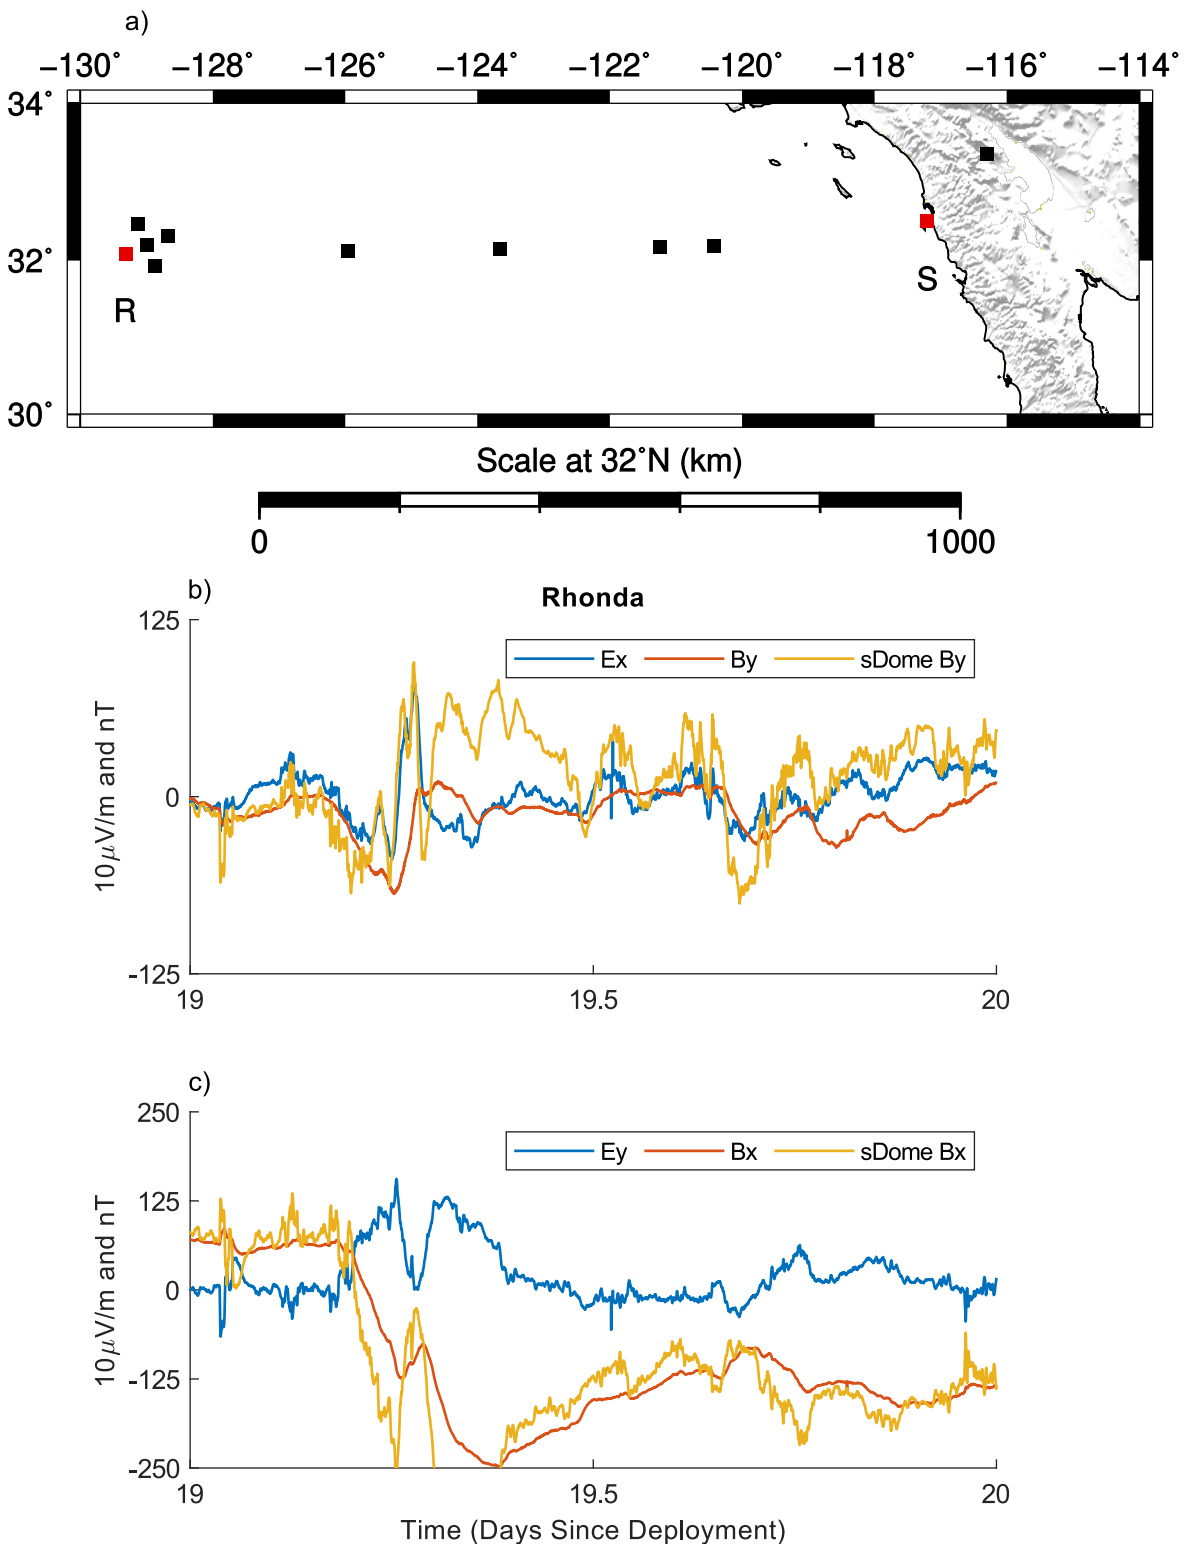 a)
−130˚ −128˚ −126˚ −124˚ −122˚ −120˚ −118˚ −116˚ −114˚
34˚
32˚
30˚
R
S
Scale at 32˚N (km)
0 1000
b)
Rhonda
125
0
-125
10μV/m and nT
Ex By sDome By
19 19.5 20
c)
250
125
0
-125
-250
10μV/m and nT
Ey Bx sDome Bx
19 19.5 20
Time (Days Since Deployment)